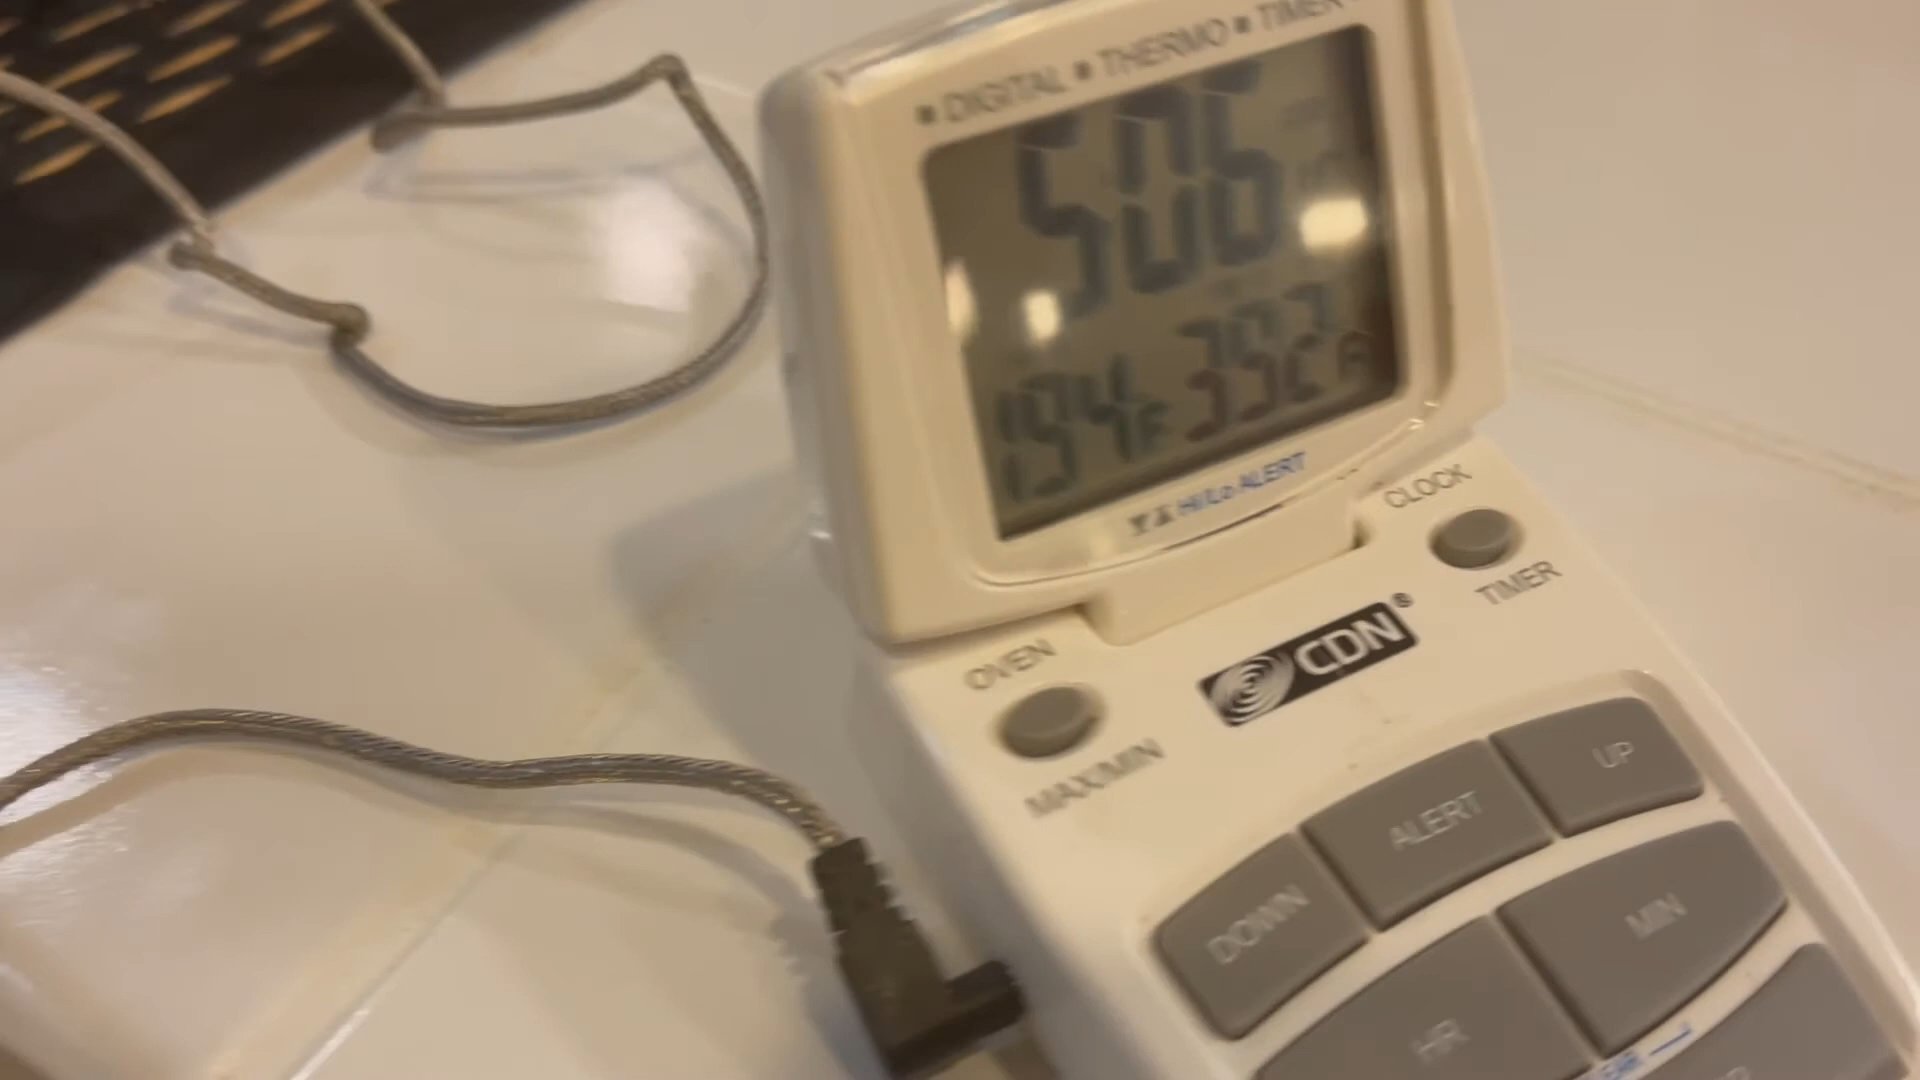 ▪ DIGITAL ▪ THERMO ▪ TIMER
506
194F
HI/Lo ALERT
CLOCK
TIMER
OVEN
MAX/MIN
CDN®
UP
ALERT
DOWN
MIN
HR